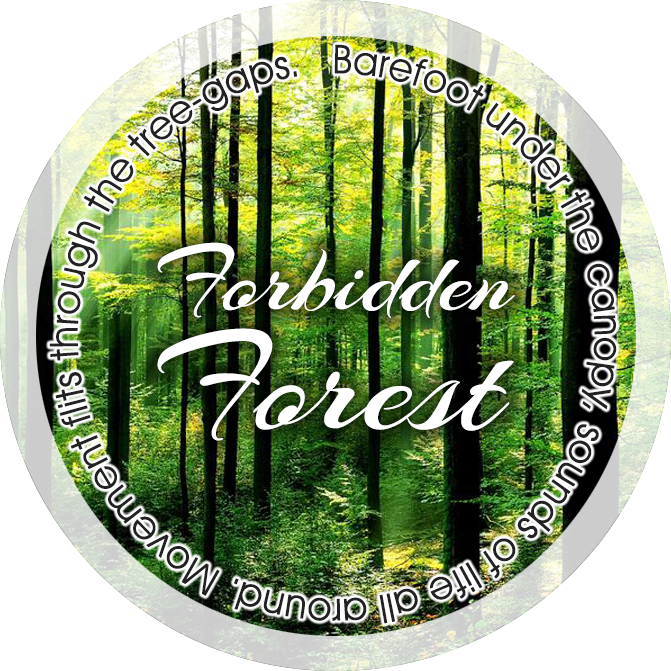 Forbidden
Forest
Barefoot under the canopy, sounds of life all around. Movement flits through the tree-gaps.